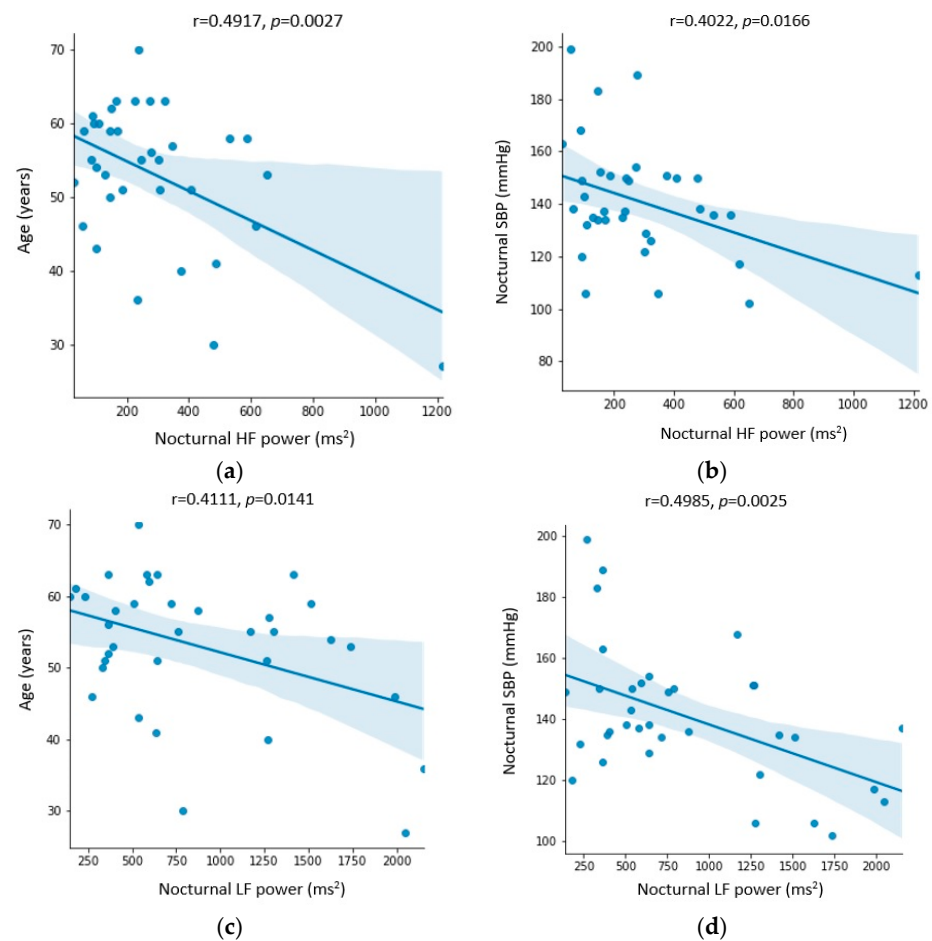 r=0.4917, p=0.0027
70
60
50
40
30
Age (years)
200 400 600 800 1000 1200
Nocturnal HF power (ms²)
(a)
r=0.4022, p=0.0166
200
180
160
140
120
100
80
Nocturnal SBP (mmHg)
200 400 600 800 1000 1200
Nocturnal HF power (ms²)
(b)
r=0.4111, p=0.0141
70
60
50
40
30
Age (years)
250 500 750 1000 1250 1500 1750 2000
Nocturnal LF power (ms²)
(c)
r=0.4985, p=0.0025
200
180
160
140
120
100
Nocturnal SBP (mmHg)
250 500 750 1000 1250 1500 1750 2000
Nocturnal LF power (ms²)
(d)